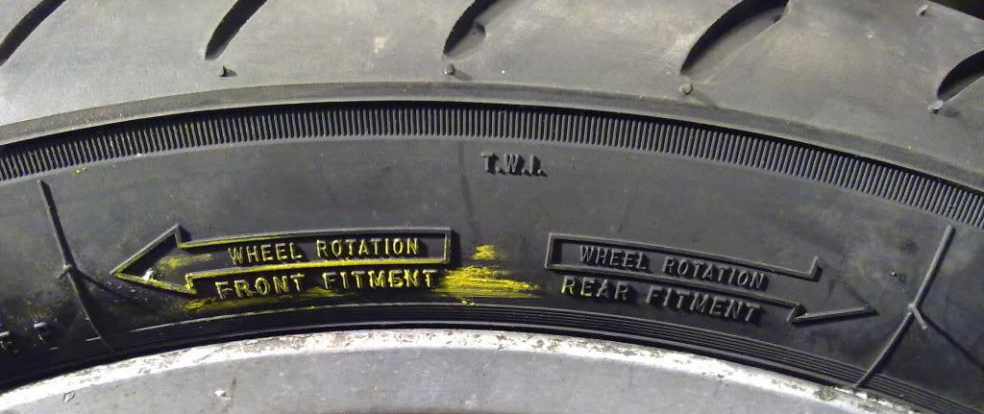 T.W.I.
WHEEL ROTATION
FRONT FITMENT
WHEEL ROTATION
REAR FITMENT